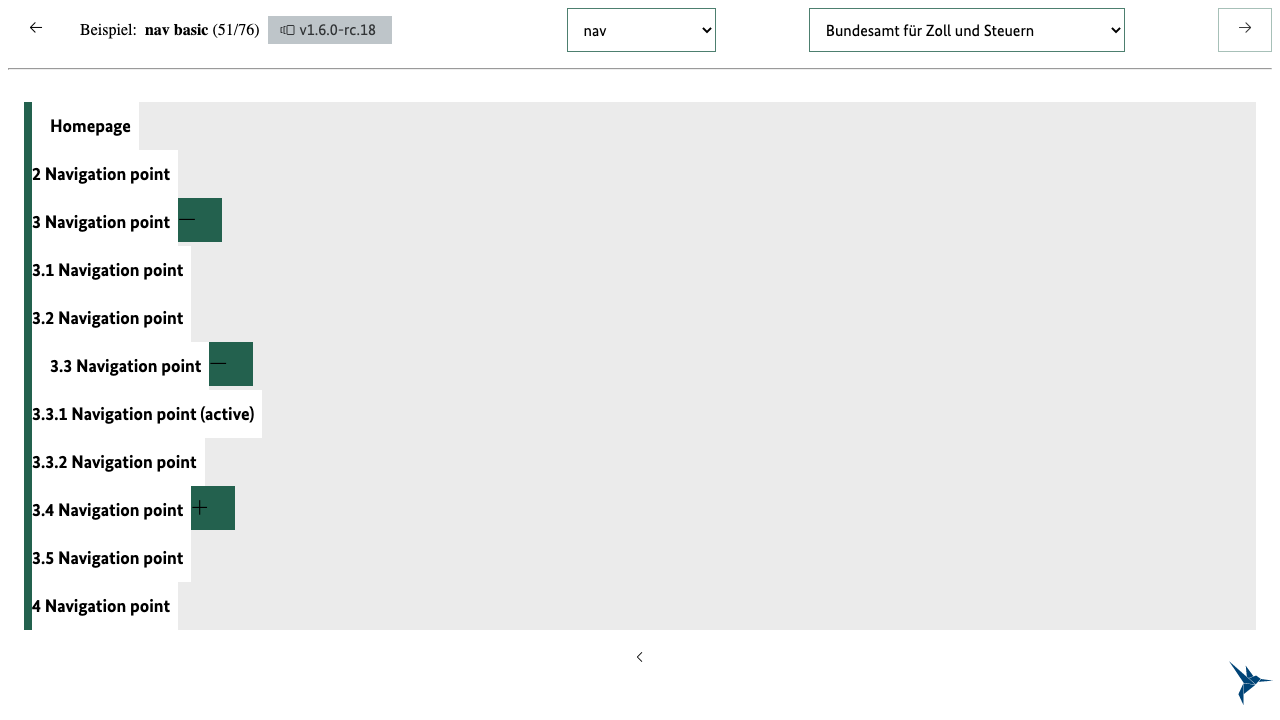 Beispiel: nav basic (51/76) v1.6.0-rc.18 nav Bundesamt für Zoll und Steuern
Homepage
2 Navigation point
3 Navigation point
3.1 Navigation point
3.2 Navigation point
3.3 Navigation point
3.3.1 Navigation point (active)
3.3.2 Navigation point
3.4 Navigation point
3.5 Navigation point
4 Navigation point